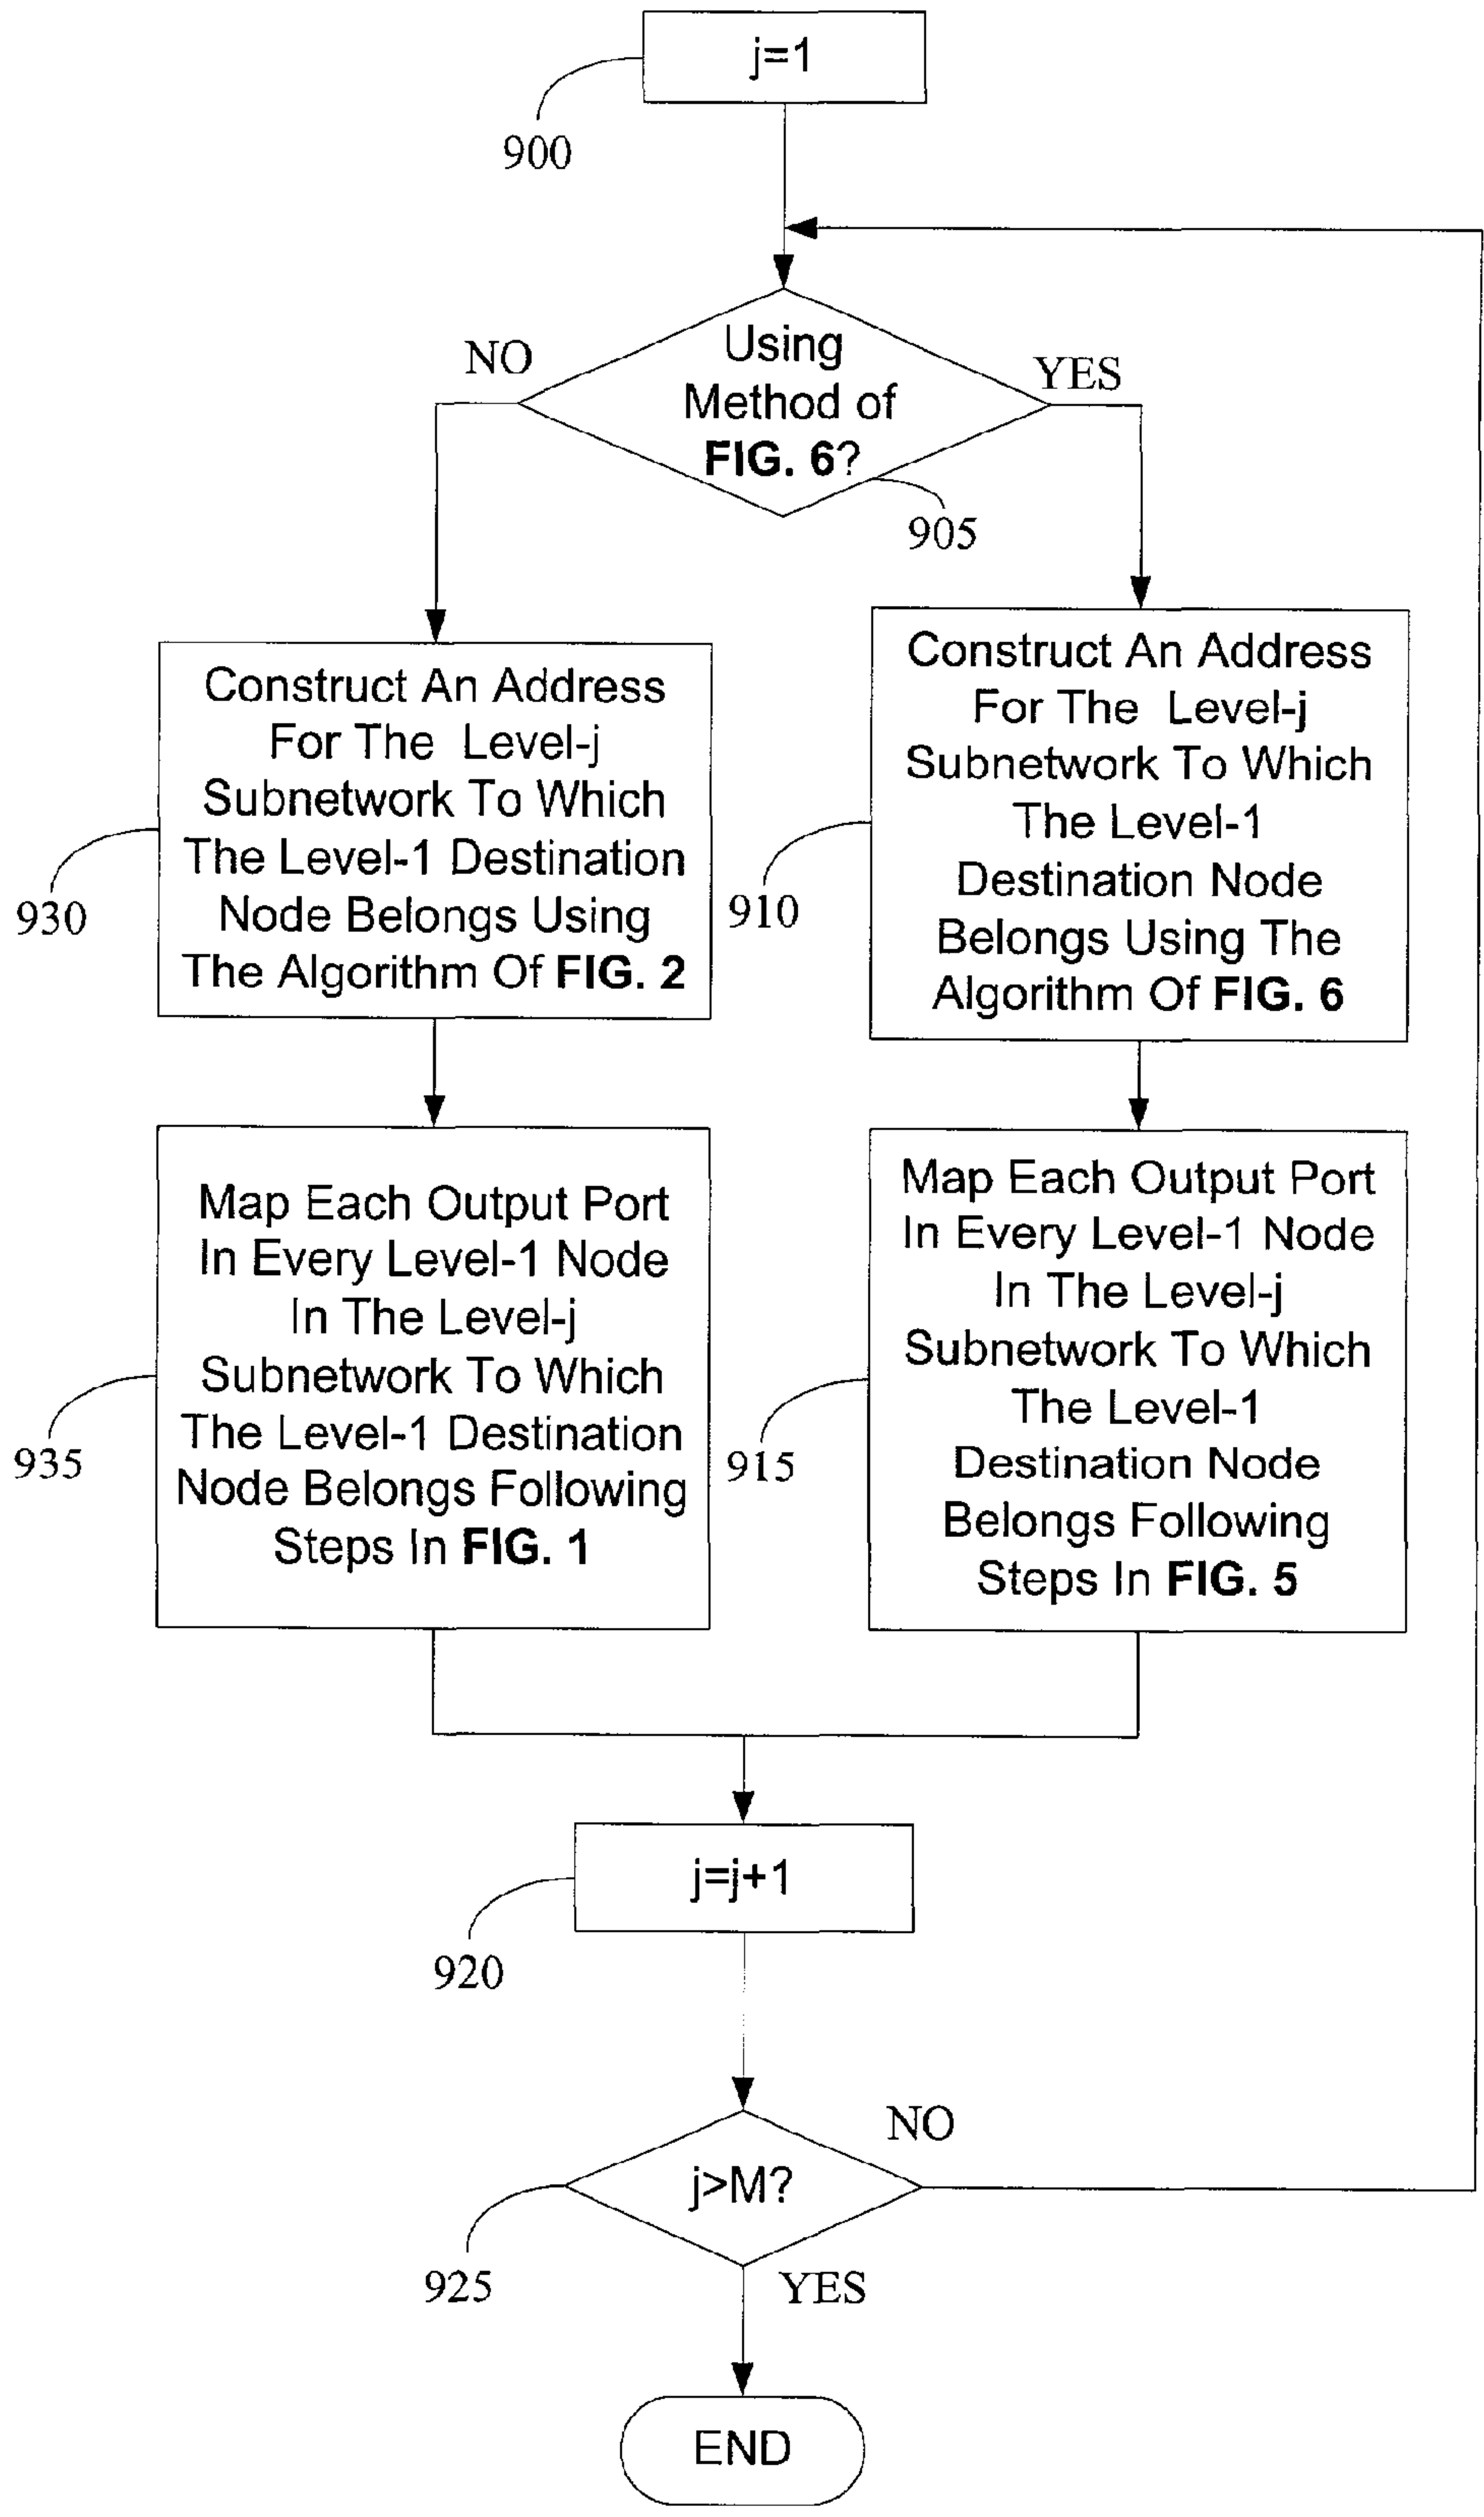 j=1
900
Using
Method of
FIG. 6?
NO
YES
905
Construct An Address
For The Level-j
Subnetwork To Which
The Level-1 Destination
Node Belongs Using
The Algorithm Of FIG. 2
930
Construct An Address
For The Level-j
Subnetwork To Which
The Level-1
Destination Node
Belongs Using The
Algorithm Of FIG. 6
910
Map Each Output Port
In Every Level-1 Node
In The Level-j
Subnetwork To Which
The Level-1 Destination
Node Belongs Following
Steps In FIG. 1
935
Map Each Output Port
In Every Level-1 Node
In The Level-j
Subnetwork To Which
The Level-1
Destination Node
Belongs Following
Steps In FIG. 5
915
j=j+1
920
j>M?
NO
925
YES
END